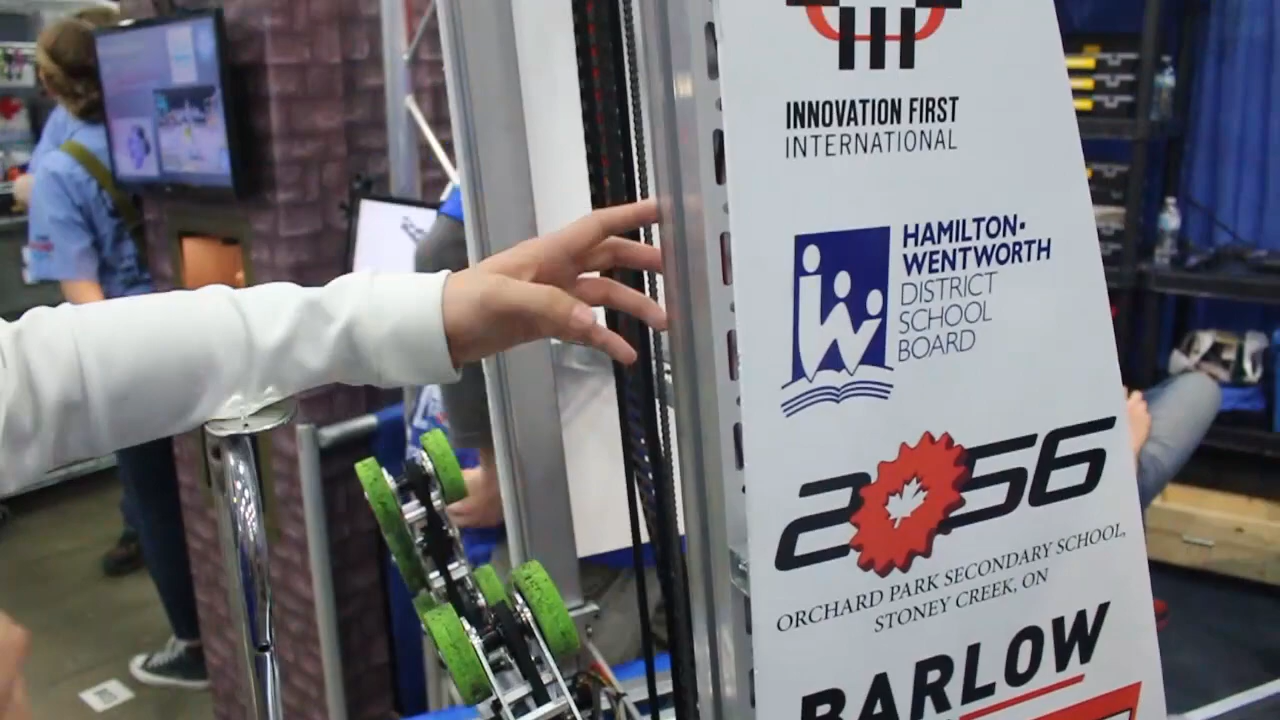 INNOVATION FIRST
INTERNATIONAL
HAMILTON-
WENTWORTH
DISTRICT
SCHOOL
BOARD
2056
ORCHARD PARK SECONDARY SCHOOL,
STONEY CREEK, ON
BARLOW